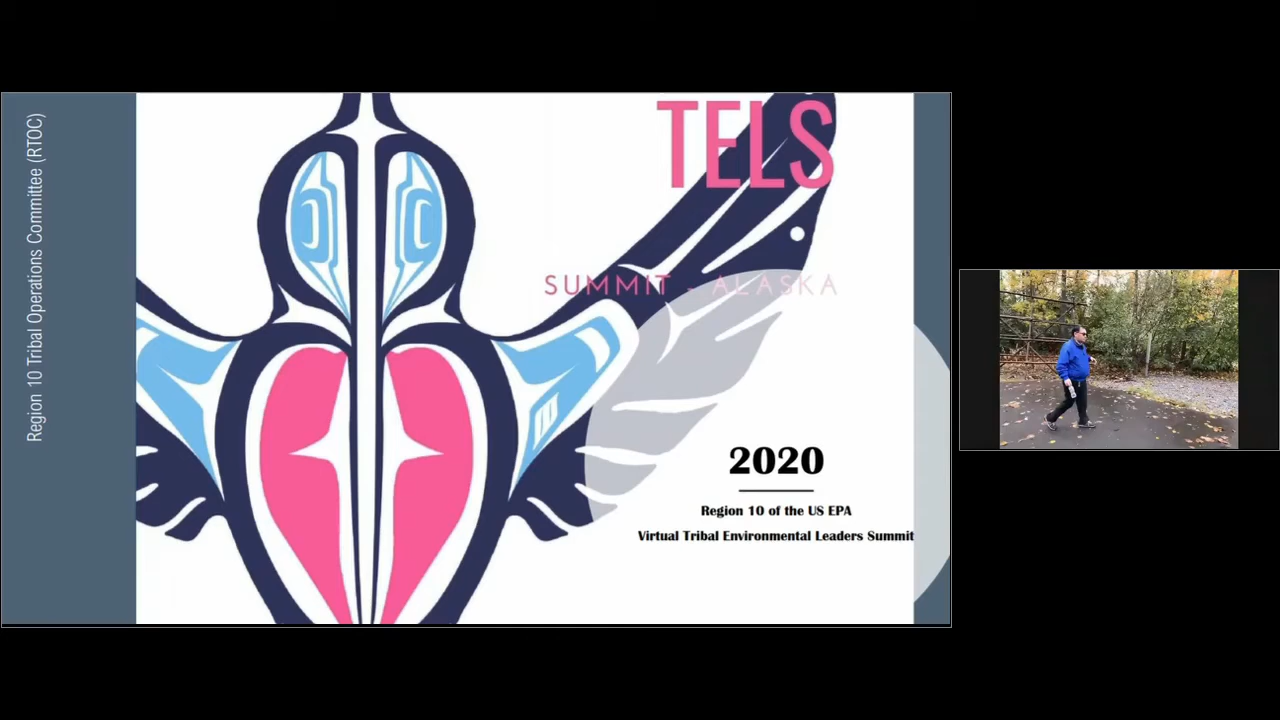 Region 10 Tribal Operations Committee (RTOC)
TELS
SUMMIT - ALASKA
2020
Region 10 of the US EPA
Virtual Tribal Environmental Leaders Summit